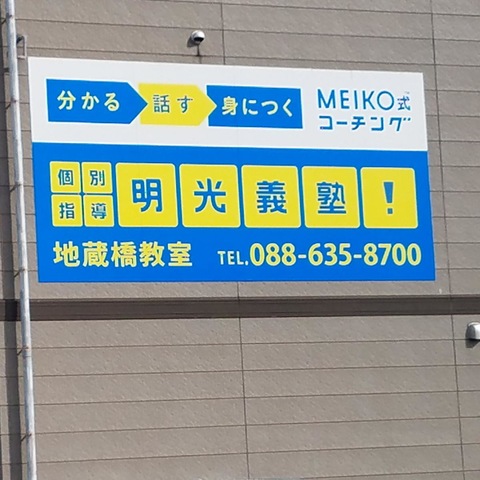 分かる 話す 身につく
MEIKO式
コーチング
個別指導 明光義塾!
地蔵橋教室 TEL.088-635-8700